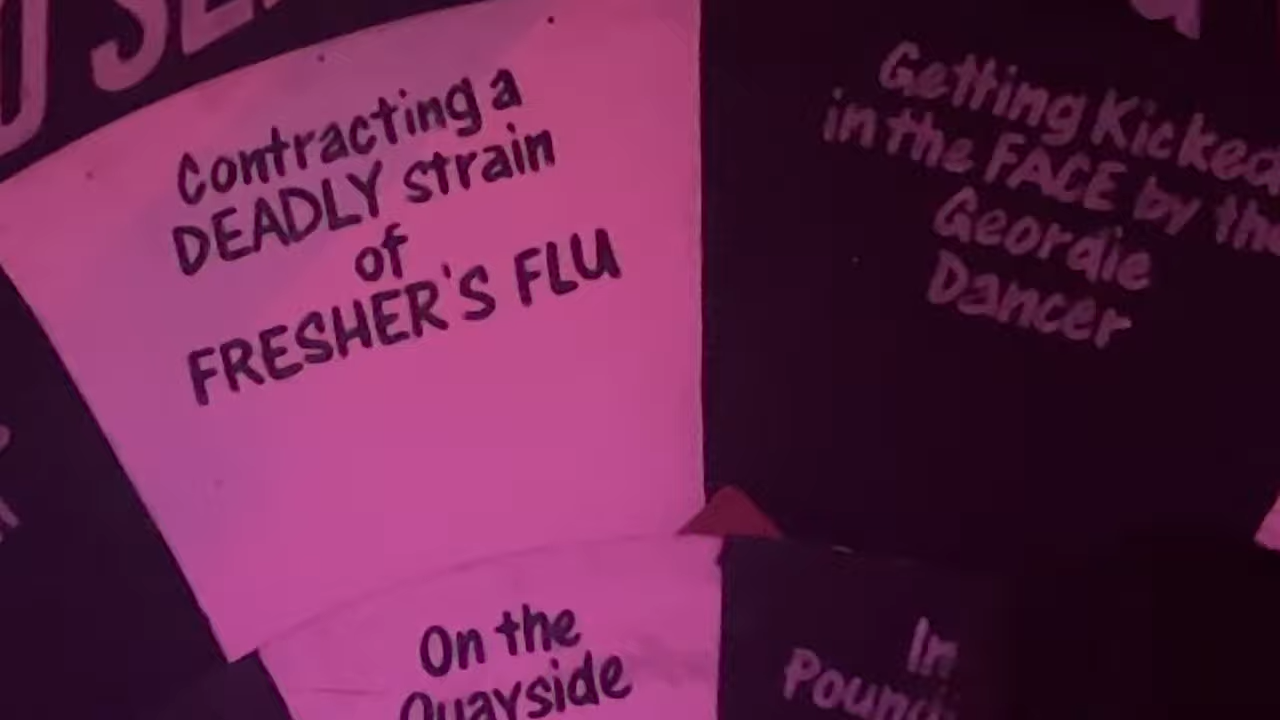 Contracting a
DEADLY strain
of
FRESHER'S FLU
Getting Kicked
in the FACE by the
Geordie
Dancer
On the
Quayside
In